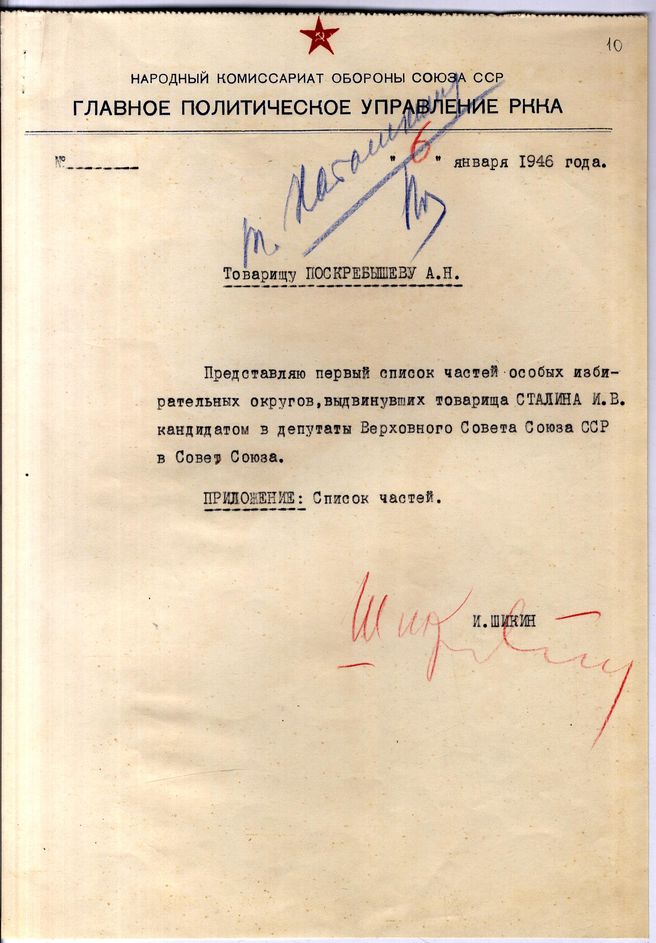 10
НАРОДНЫЙ КОМИССАРИАТ ОБОРОНЫ СОЮЗА ССР
ГЛАВНОЕ ПОЛИТИЧЕСКОЕ УПРАВЛЕНИЕ РККА
№ " 6 " января 1946 года.
т.
Товарищу ПОСКРЕБЫШЕВУ А.Н.
Представляю первый список частей особых изби-
рательных округов,выдвинувших товарища СТАЛИНА И.В.
кандидатом в депутаты Верховного Совета Союза ССР
в Совет Союза.
ПРИЛОЖЕНИЕ: Список частей.
И.ШИКИН